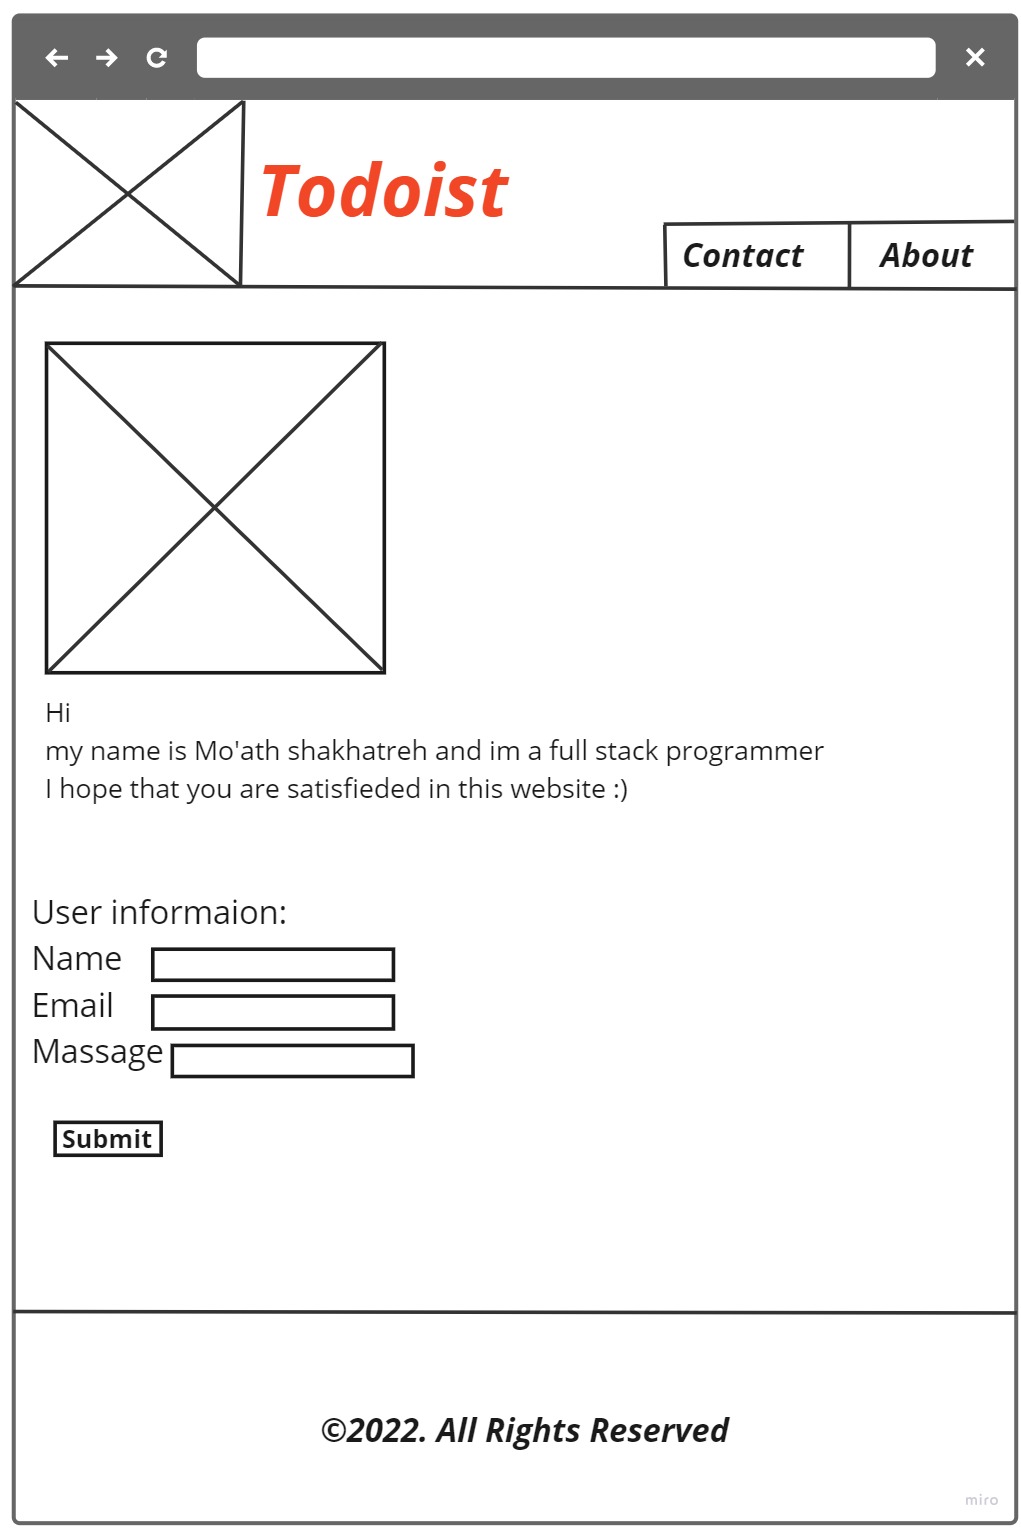 Todoist
Contact About
Hi
my name is Mo'ath shakhatreh and im a full stack programmer
I hope that you are satisfieded in this website :)
User informaion:
Name
Email
Massage
Submit
©2022. All Rights Reserved
miro